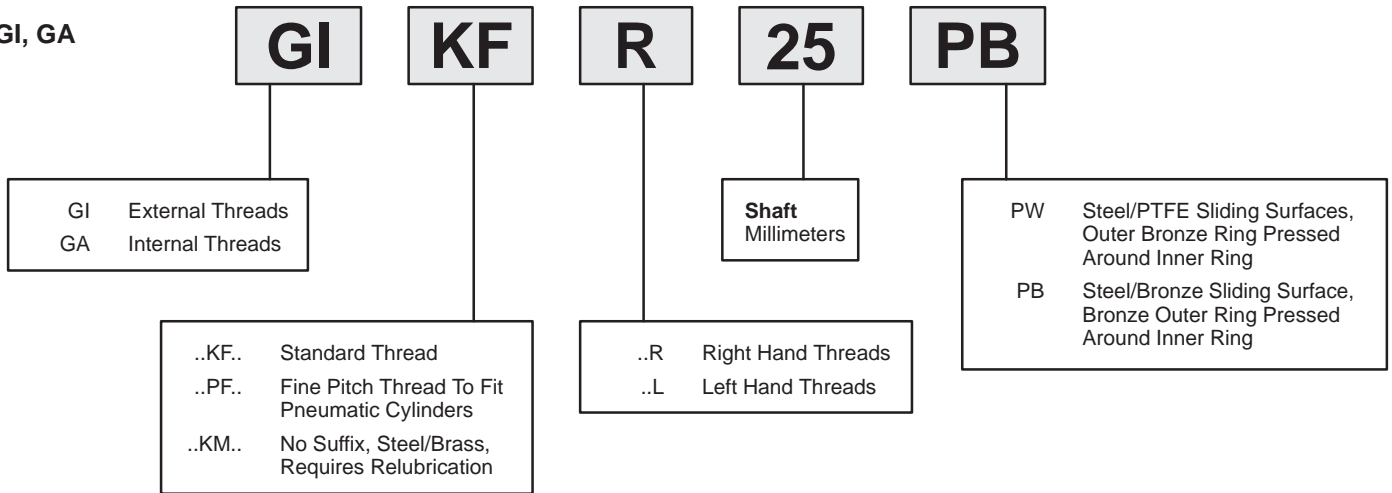 GI, GA
GI KF R 25 PB
GI External Threads
GA Internal Threads
Shaft
Millimeters
PW Steel/PTFE Sliding Surfaces,
Outer Bronze Ring Pressed
Around Inner Ring
PB Steel/Bronze Sliding Surface,
Bronze Outer Ring Pressed
Around Inner Ring
..KF.. Standard Thread
..PF.. Fine Pitch Thread To Fit
Pneumatic Cylinders
..KM.. No Suffix, Steel/Brass,
Requires Relubrication
..R Right Hand Threads
..L Left Hand Threads